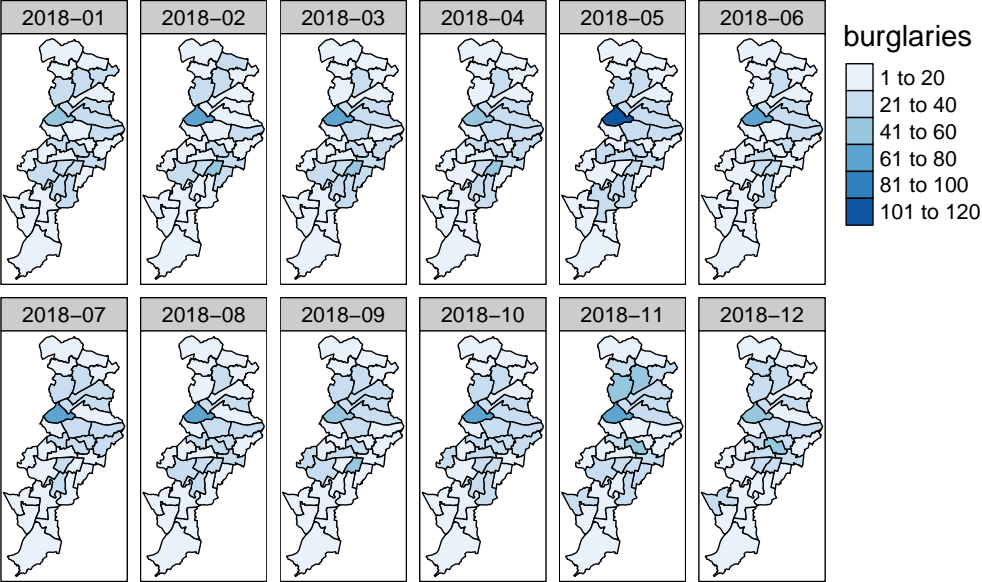 2018−01 2018−02 2018−03 2018−04 2018−05 2018−06
burglaries
1 to 20
21 to 40
41 to 60
61 to 80
81 to 100
101 to 120
2018−07 2018−08 2018−09 2018−10 2018−11 2018−12